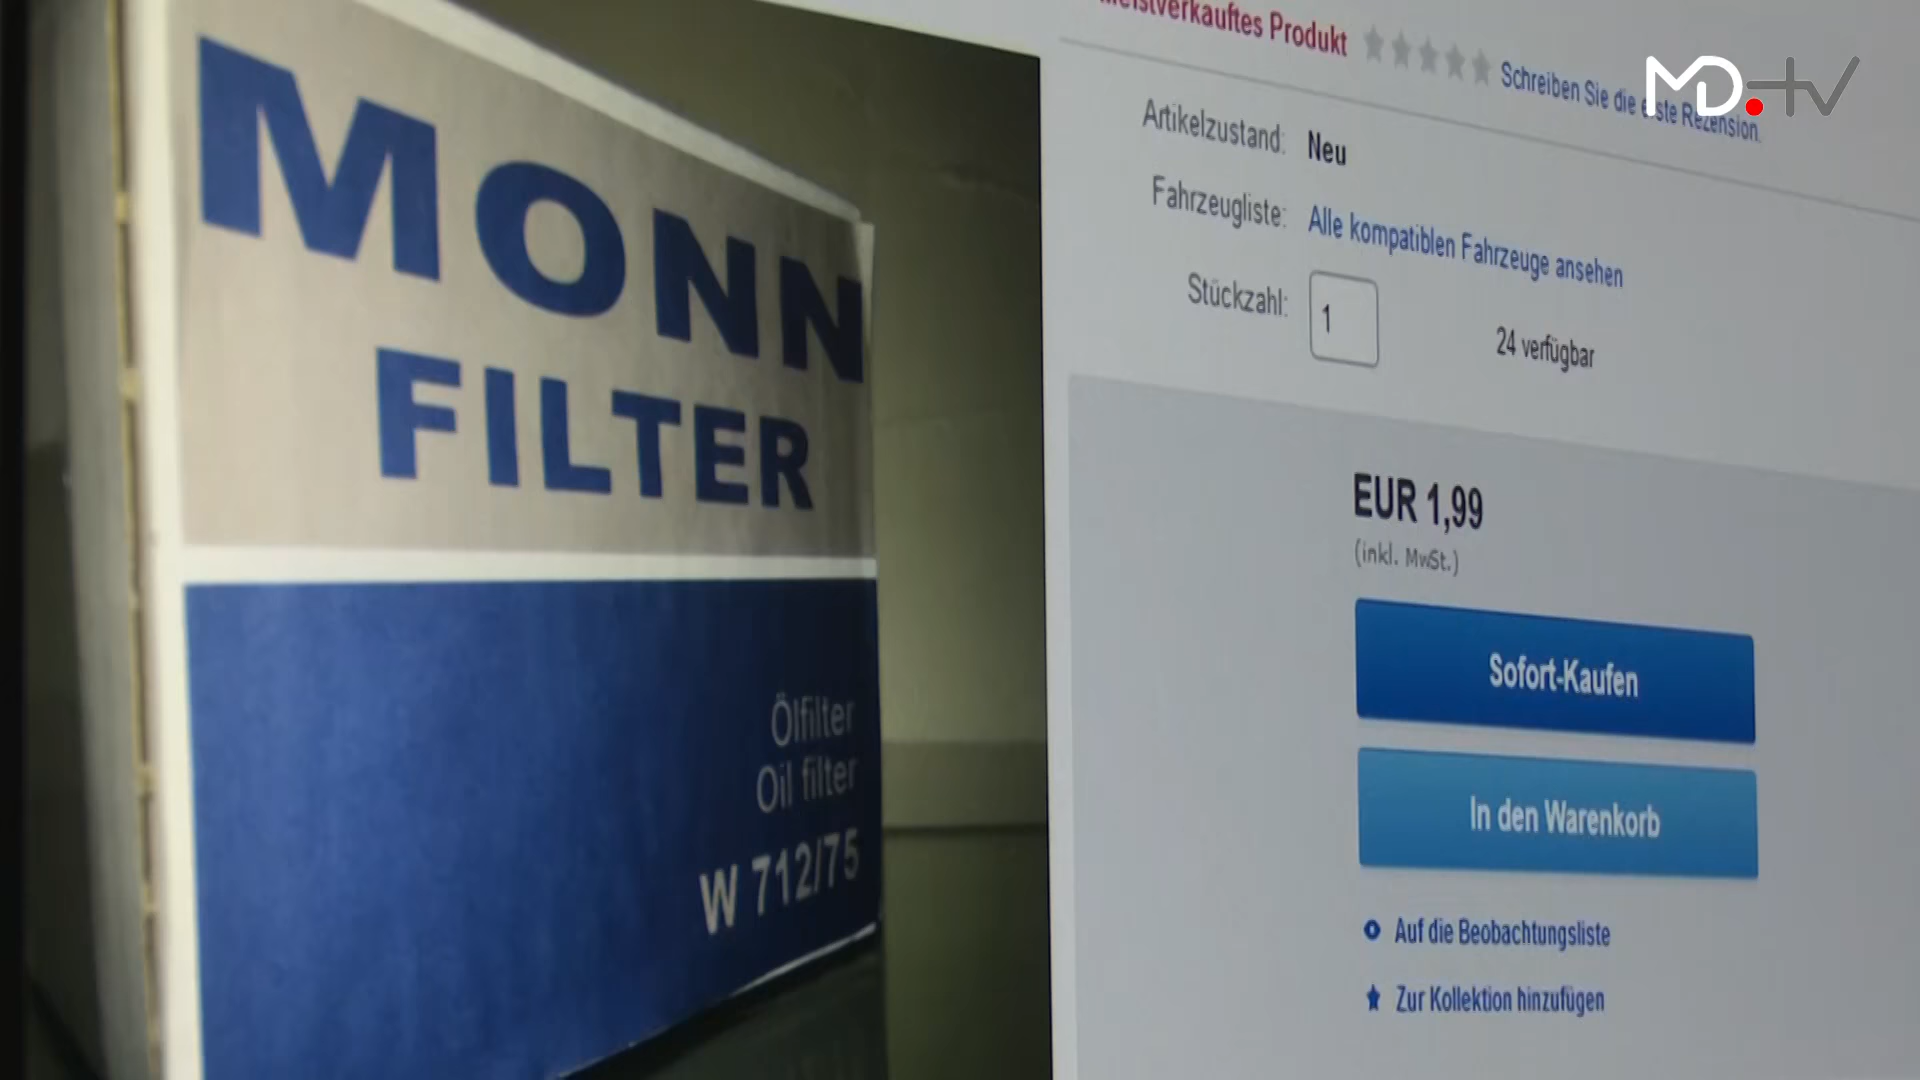 MONN
FILTER
Ölfilter
Oil filter
W 712/75
Meistverkauftes Produkt
Schreiben Sie die erste Rezension.
Artikelzustand: Neu
Fahrzeugliste: Alle kompatiblen Fahrzeuge ansehen
Stückzahl: 1
24 verfügbar
EUR 1,99
(inkl. MwSt.)
Sofort-Kaufen
In den Warenkorb
Auf die Beobachtungsliste
Zur Kollektion hinzufügen
MD.tv